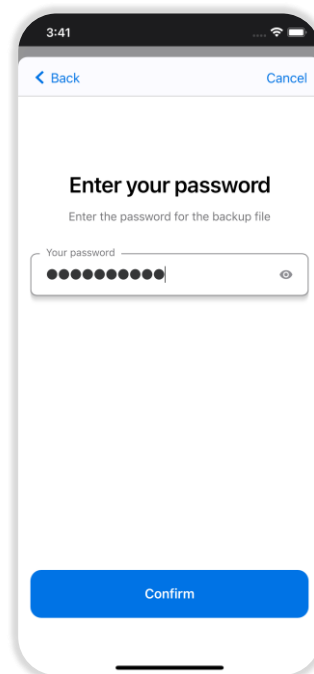 3:41
Back Cancel
Enter your password
Enter the password for the backup file
Your password
●●●●●●●●●●
Confirm